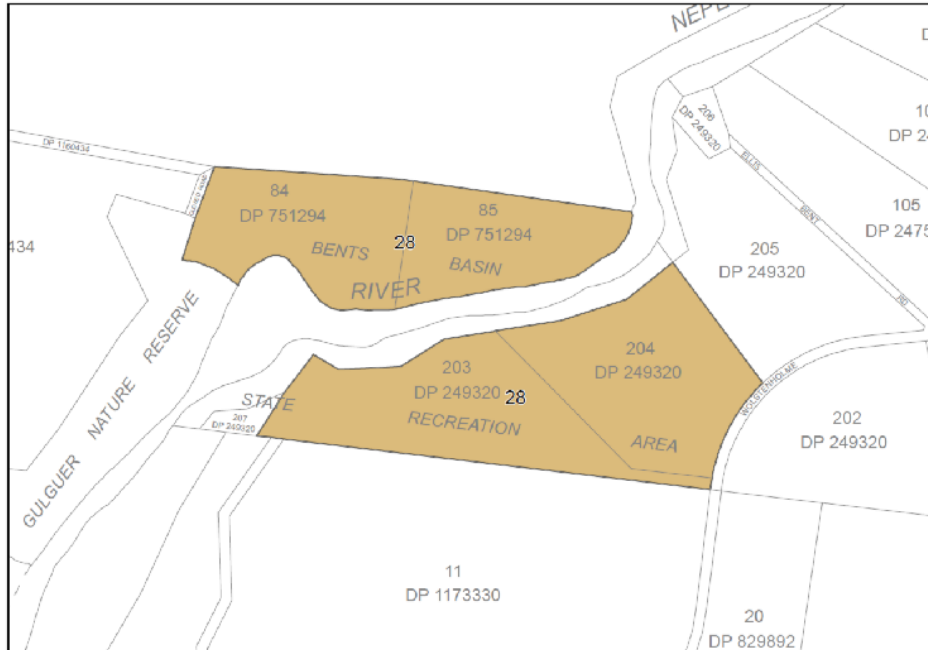 NEPE
DP 1160434
84
DP 751294
CLOSED ROAD
85
DP 751294
28
BENTS
BASIN
RIVER
206
DP 249320
ELLIS
BENT
RD
10
DP 24
105
DP 2475
205
DP 249320
434
GULGUER NATURE RESERVE
STATE
207
DP 249320
203
DP 249320
28
RECREATION
AREA
204
DP 249320
WOLSTENHOLME
202
DP 249320
11
DP 1173330
20
DP 829892